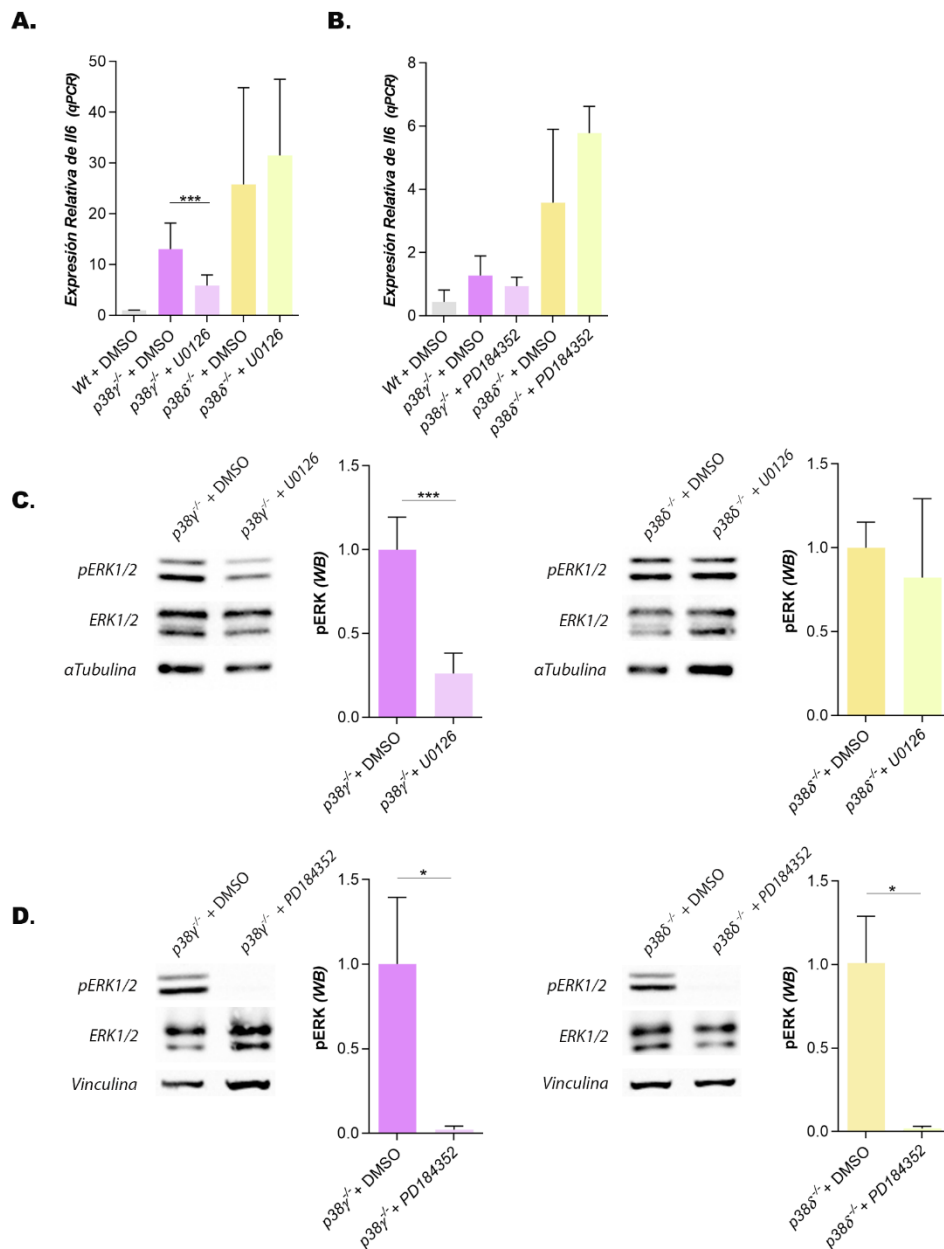 A.
B.
Expresión Relativa de Il6 (qPCR)
50
40
30
20
10
0
***
Wt + DMSO
p38γ-/- + DMSO
p38γ-/- + U0126
p38δ-/- + DMSO
p38δ-/- + U0126
Expresión Relativa de Il6 (qPCR)
8
6
4
2
0
Wt + DMSO
p38γ-/- + DMSO
p38γ-/- + PD184352
p38δ-/- + DMSO
p38δ-/- + PD184352
C.
p38γ-/- + DMSO
p38γ-/- + U0126
pERK1/2
ERK1/2
αTubulina
pERK (WB)
1.5
1.0
0.5
0.0
***
p38γ-/- + DMSO
p38γ-/- + U0126
p38δ-/- + DMSO
p38δ-/- + U0126
pERK1/2
ERK1/2
αTubulina
pERK (WB)
1.5
1.0
0.5
0.0
p38δ-/- + DMSO
p38δ-/- + U0126
D.
p38γ-/- + DMSO
p38γ-/- + PD184352
pERK1/2
ERK1/2
Vinculina
pERK (WB)
1.5
1.0
0.5
0.0
*
p38γ-/- + DMSO
p38γ-/- + PD184352
p38δ-/- + DMSO
p38δ-/- + PD184352
pERK1/2
ERK1/2
Vinculina
pERK (WB)
1.5
1.0
0.5
0.0
*
p38δ-/- + DMSO
p38δ-/- + PD184352